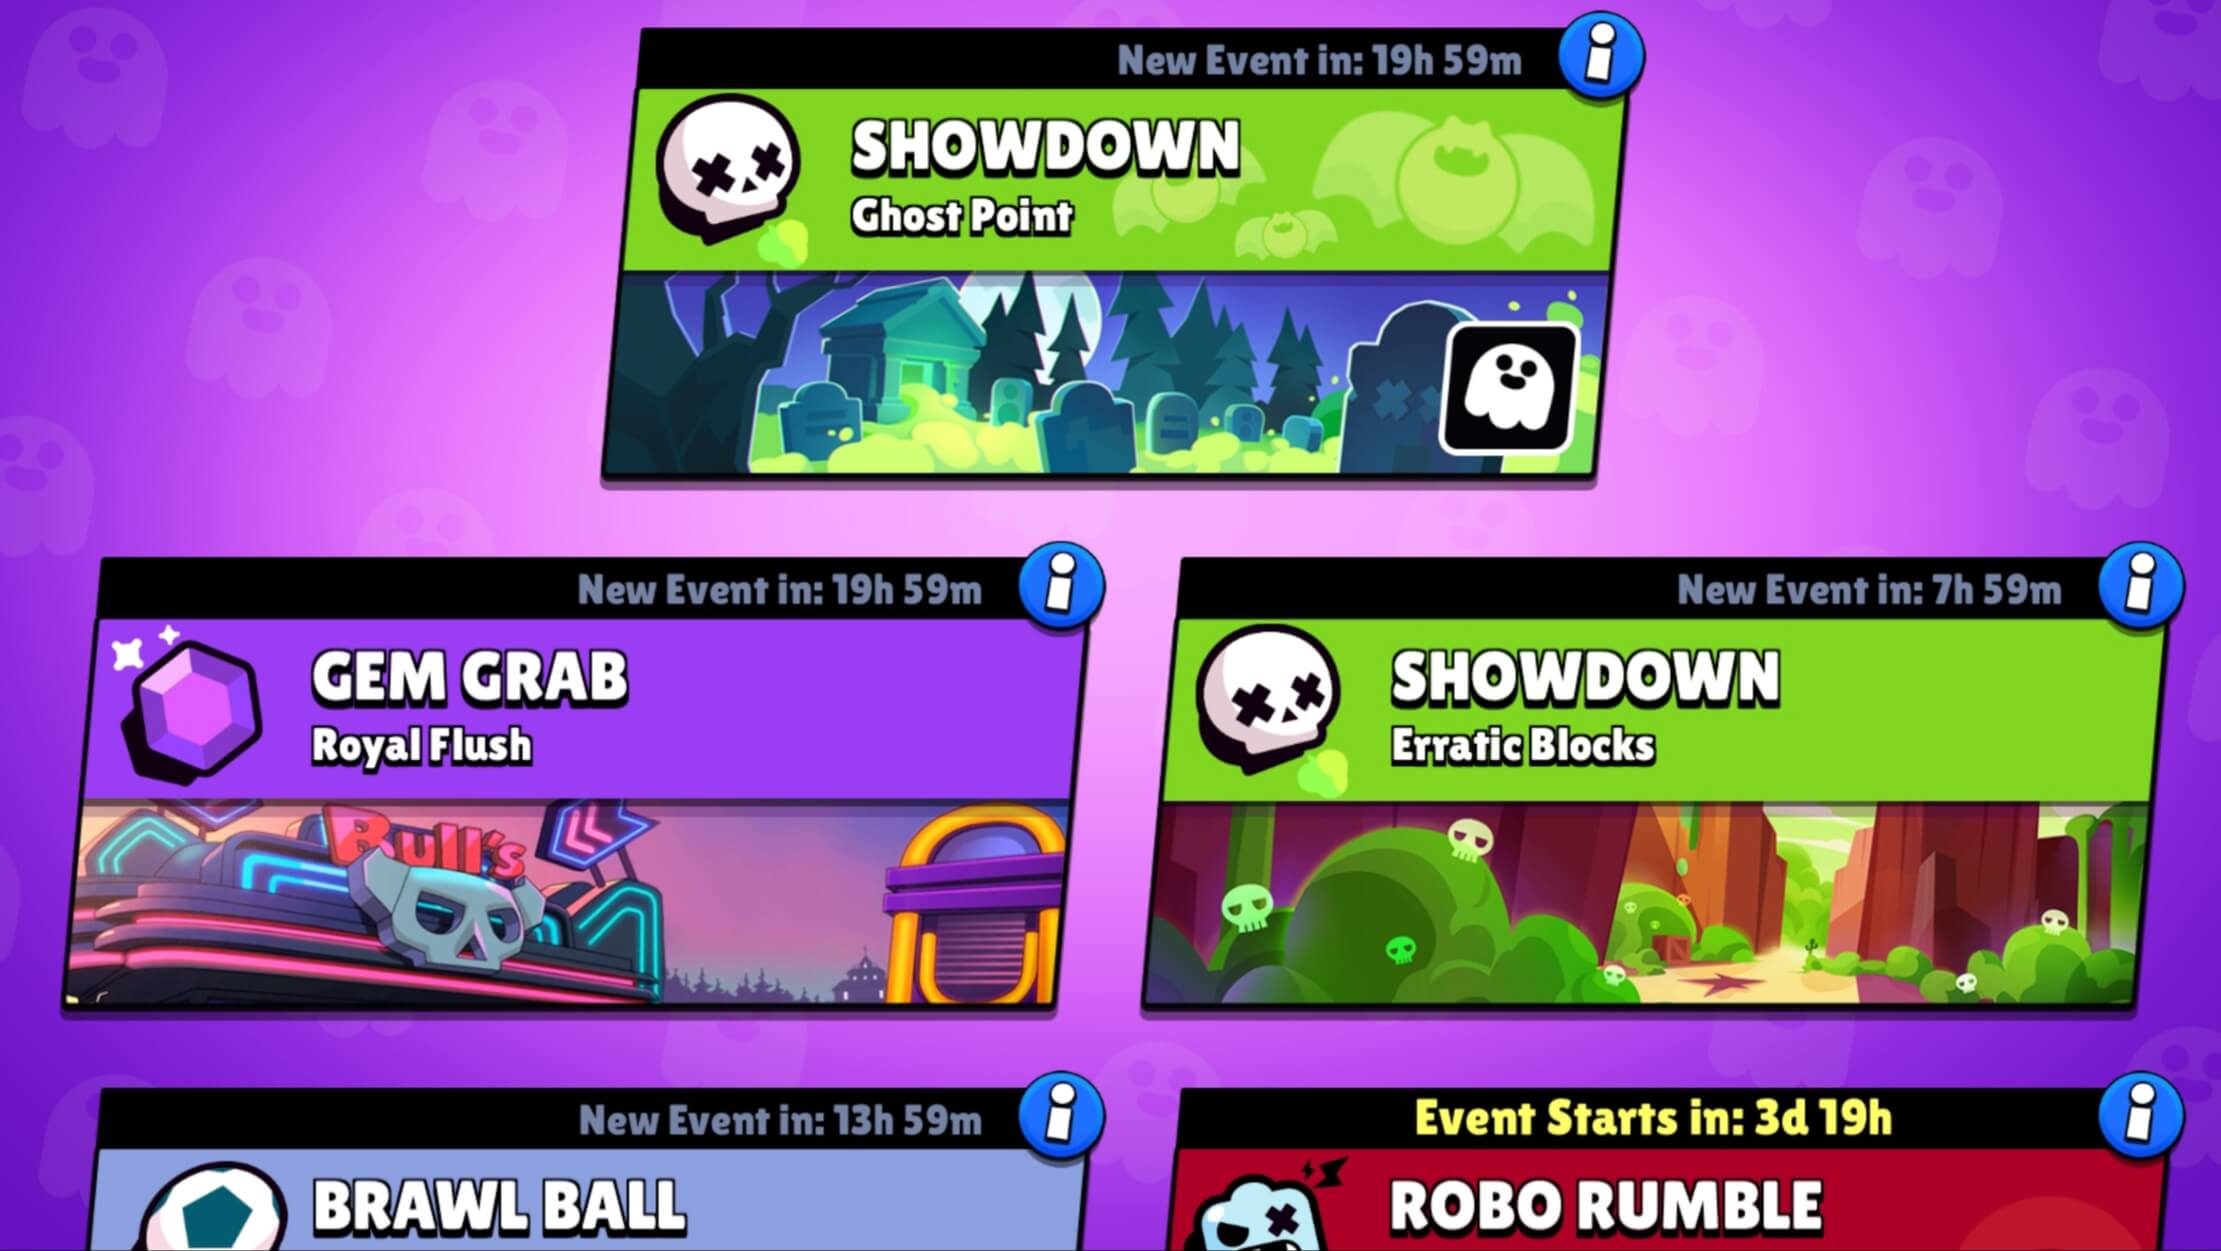 New Event in: 19h 59m
SHOWDOWN
Ghost Point
New Event in: 19h 59m
GEM GRAB
Royal Flush
Bull's
New Event in: 7h 59m
SHOWDOWN
Erratic Blocks
New Event in: 13h 59m
BRAWL BALL
Event Starts in: 3d 19h
ROBO RUMBLE